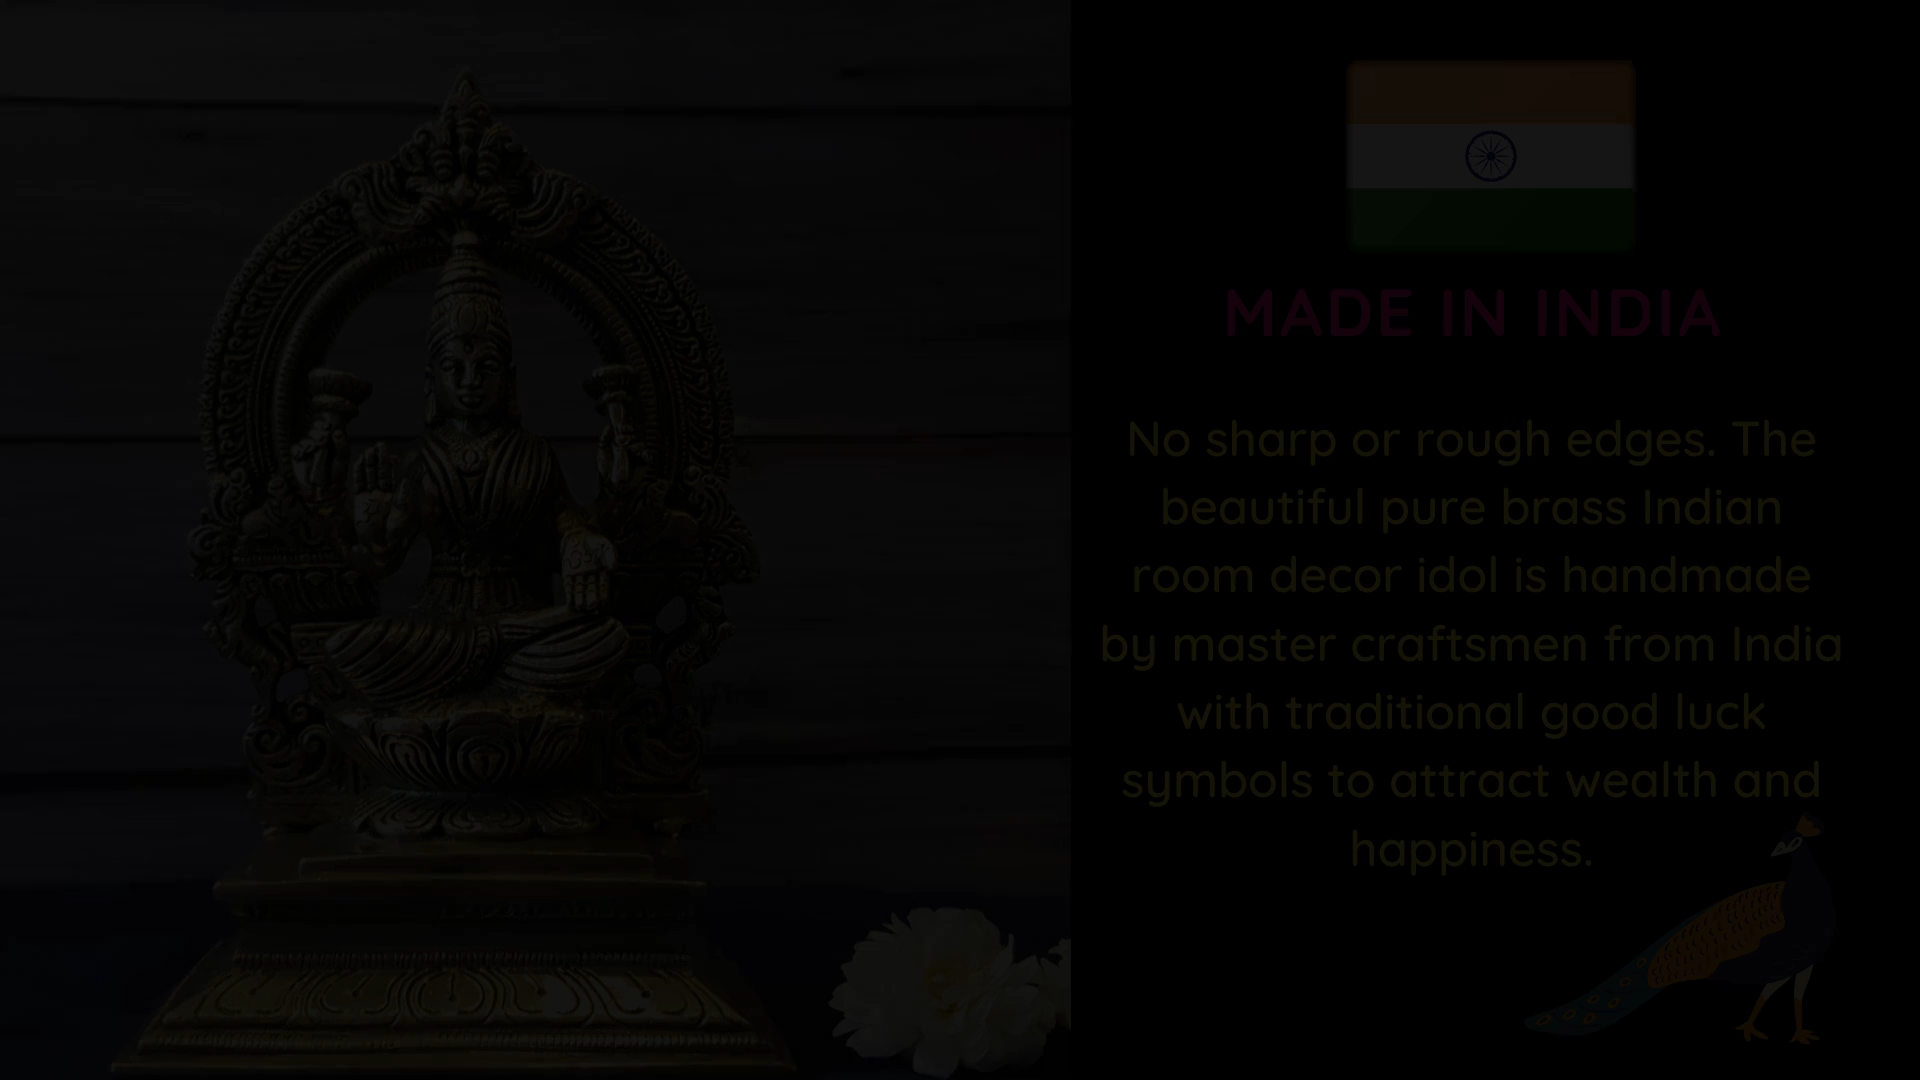 MADE IN INDIA
No sharp or rough edges. The
beautiful pure brass Indian
room decor idol is handmade
by master craftsmen from India
with traditional good luck
symbols to attract wealth and
happiness.